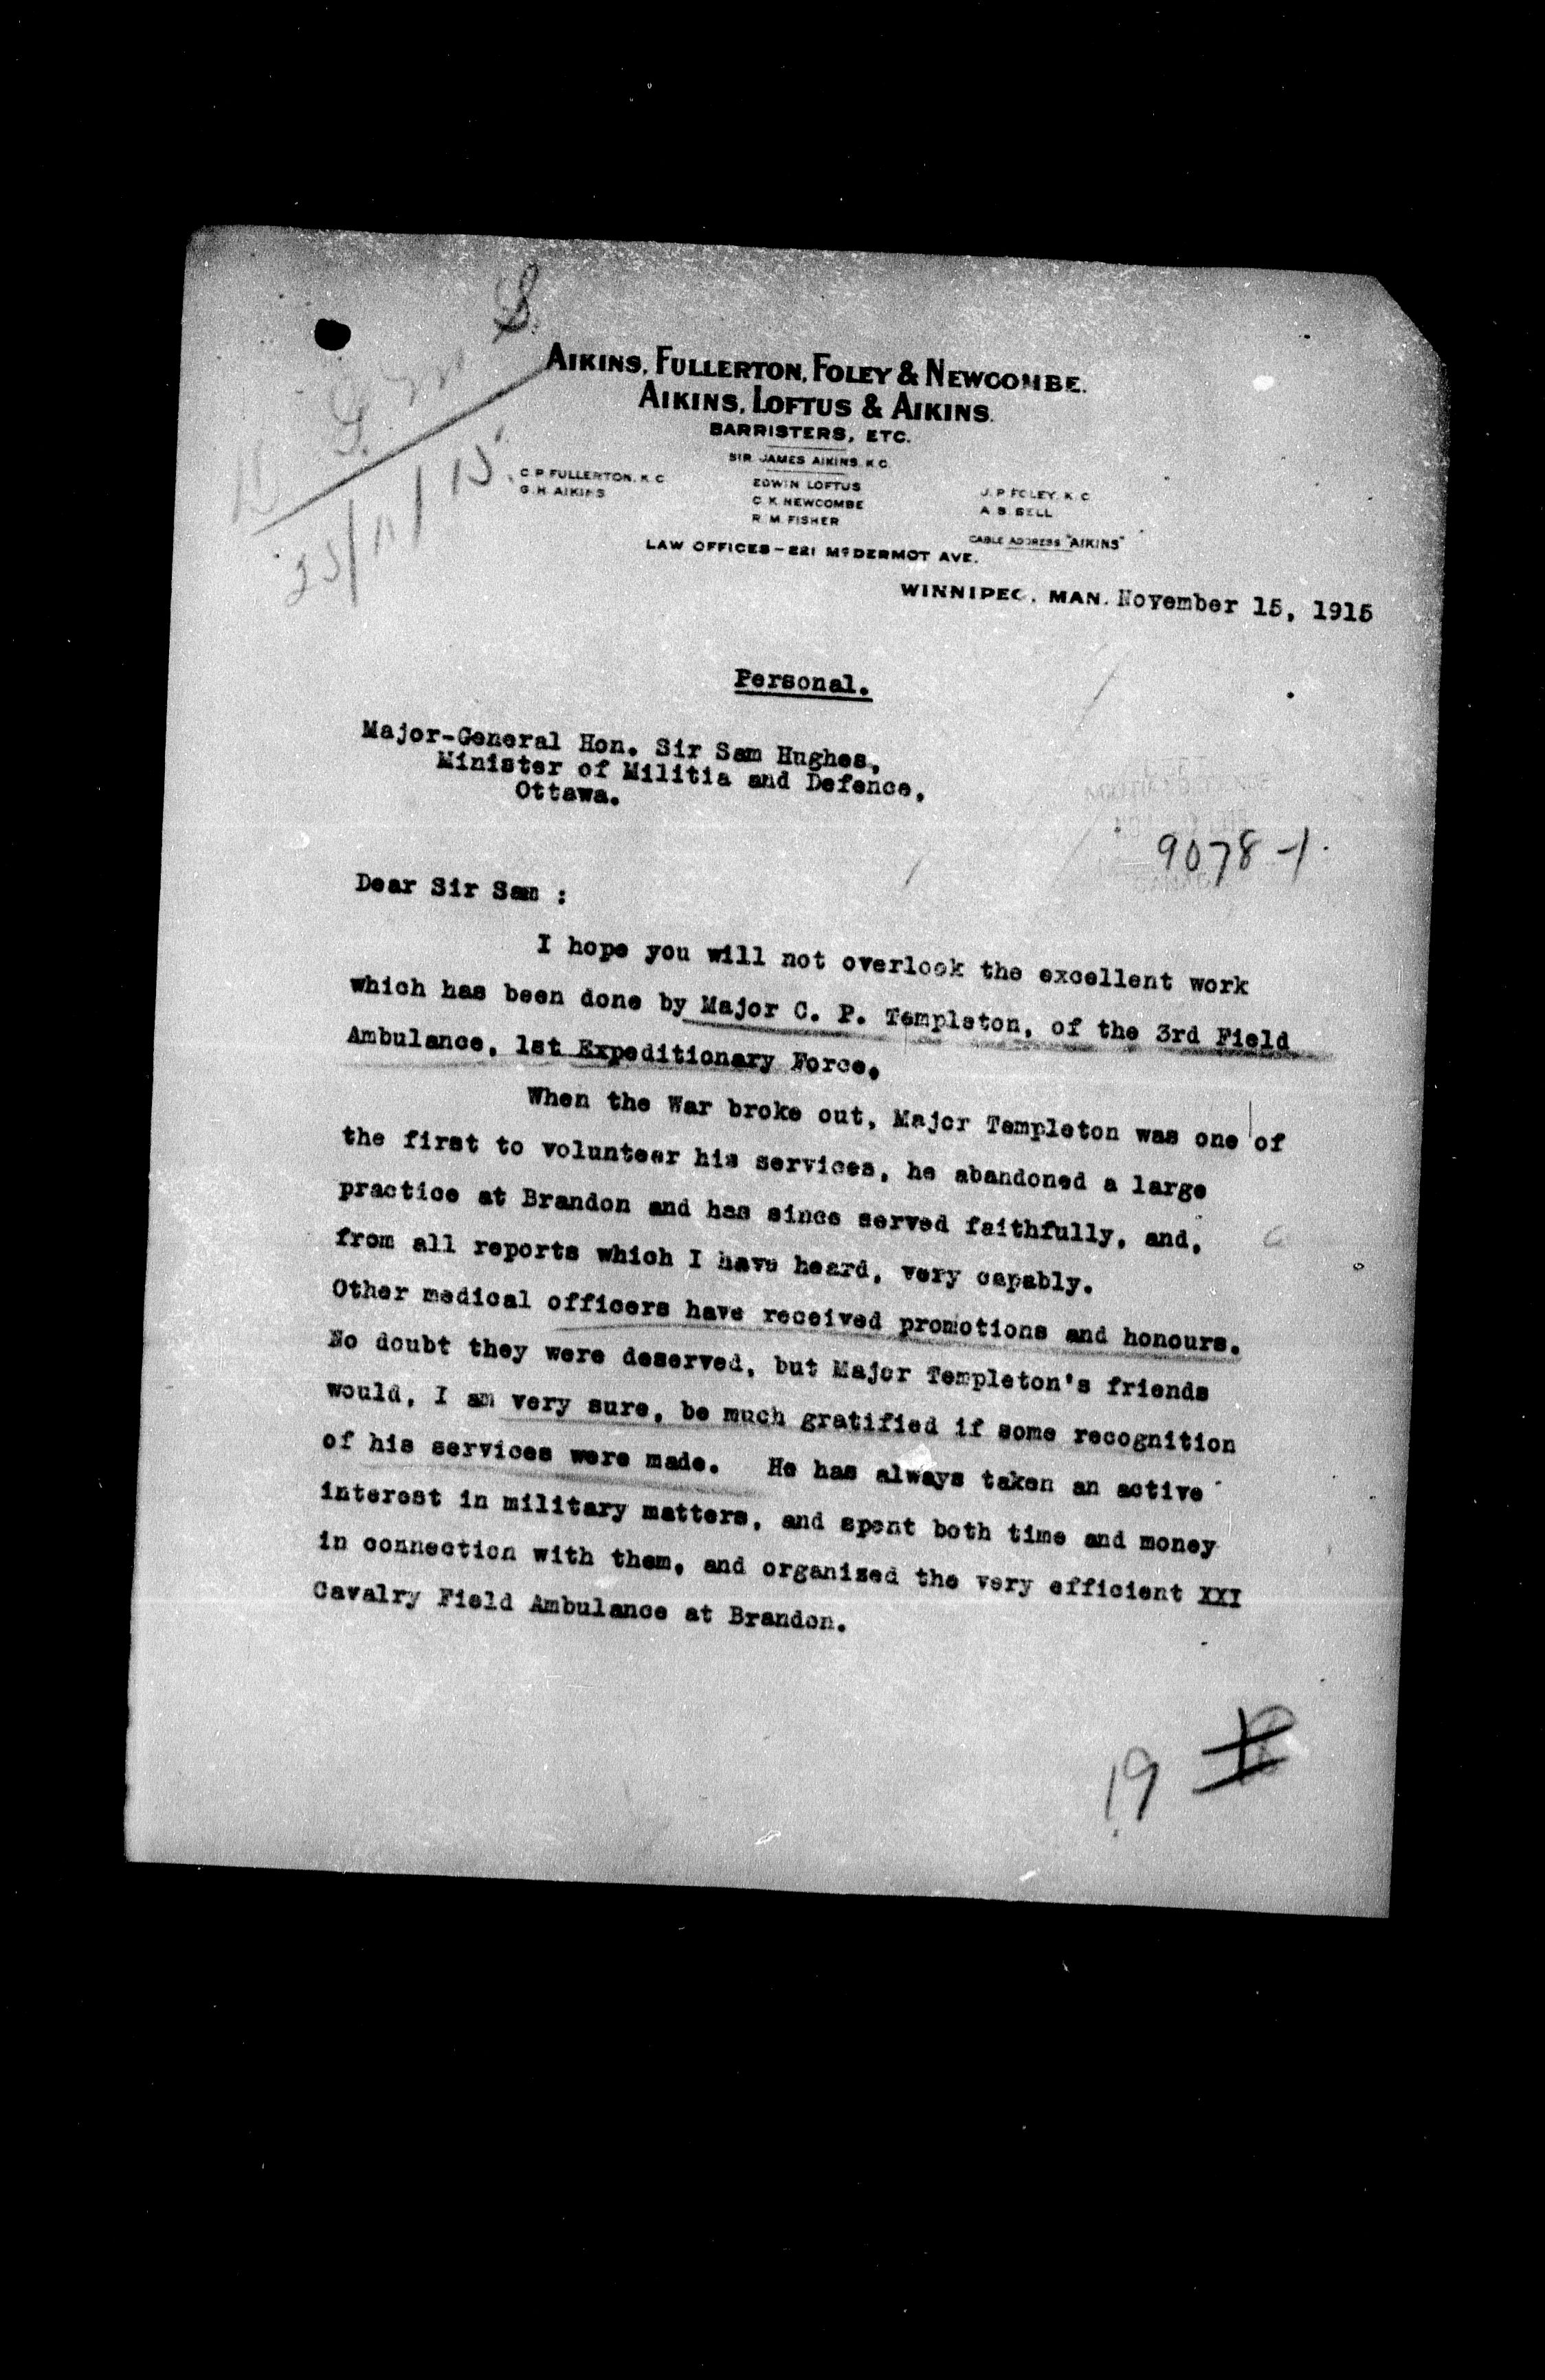 AIKINS, FULLERTON, FOLEY & NEWCOMBE.
AIKINS, LOFTUS & AIKINS.
BARRISTERS, ETC.
SIR JAMES AIKINS, K.C.
C. P. FULLERTON, K.C. EDWIN LOFTUS J. P. FOLEY, K.C.
G. H. AIKINS C. K. NEWCOMBE A. B. BELL
R. M. FISHER
CABLE ADDRESS "AIKINS"
LAW OFFICES-221 McDERMOT AVE.
WINNIPEG, MAN. November 15, 1915
Personal.
Major-General Hon. Sir Sam Hughes,
Minister of Militia and Defence,
Ottawa.
9078-1.
Dear Sir Sam :
I hope you will not overlook the excellent work
which has been done by Major C. P. Templeton, of the 3rd Field
Ambulance, 1st Expeditionary Force.
When the War broke out, Major Templeton was one of
the first to volunteer his services, he abandoned a large
practice at Brandon and has since served faithfully, and,
from all reports which I have heard, very capably.
Other medical officers have received promotions and honours.
No doubt they were deserved, but Major Templeton's friends
would, I am very sure, be much gratified if some recognition
of his services were made. He has always taken an active
interest in military matters, and spent both time and money
in connection with them, and organized the very efficient XXI
Cavalry Field Ambulance at Brandon.
19